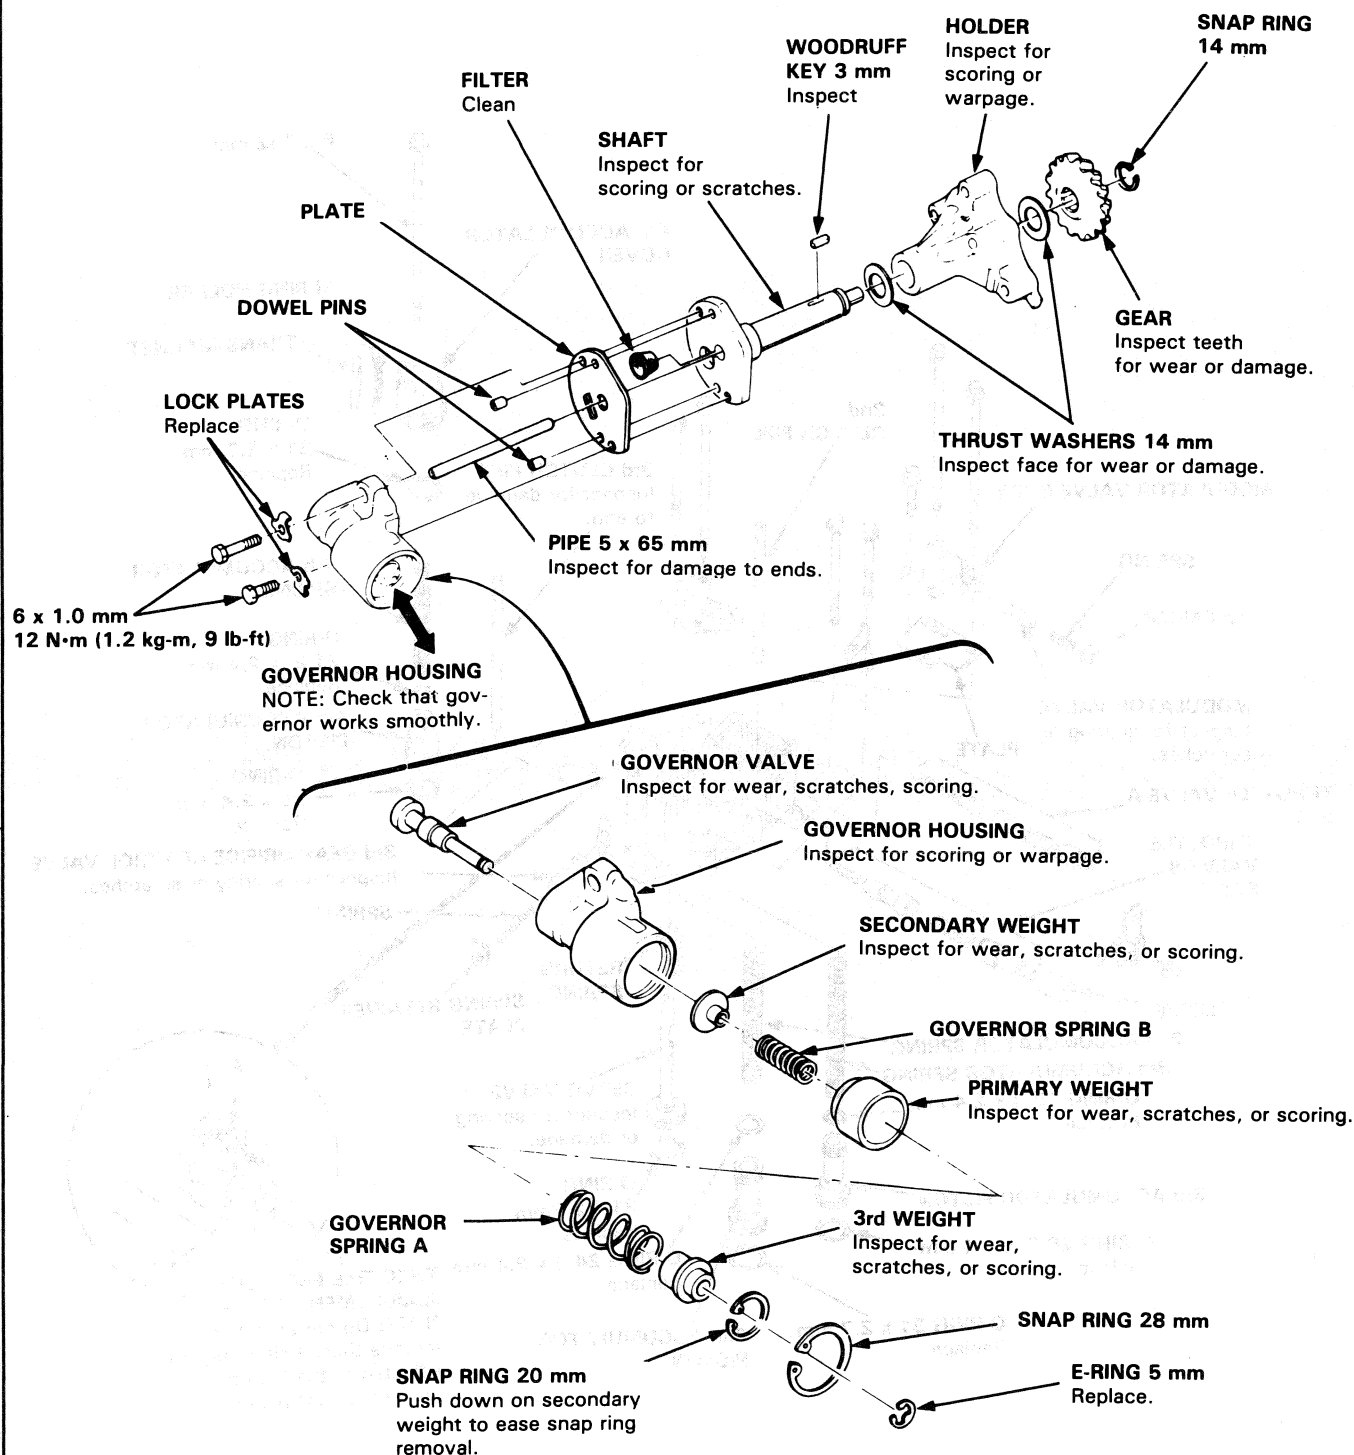 SNAP RING
14 mm
HOLDER
Inspect for
scoring or
warpage.
WOODRUFF
KEY 3 mm
Inspect
FILTER
Clean
SHAFT
Inspect for
scoring or scratches.
PLATE
DOWEL PINS
GEAR
Inspect teeth
for wear or damage.
LOCK PLATES
Replace
THRUST WASHERS 14 mm
Inspect face for wear or damage.
PIPE 5 x 65 mm
Inspect for damage to ends.
6 x 1.0 mm
12 N·m (1.2 kg-m, 9 lb-ft)
GOVERNOR HOUSING
NOTE: Check that gov-
ernor works smoothly.
GOVERNOR VALVE
Inspect for wear, scratches, scoring.
GOVERNOR HOUSING
Inspect for scoring or warpage.
SECONDARY WEIGHT
Inspect for wear, scratches, or scoring.
GOVERNOR SPRING B
PRIMARY WEIGHT
Inspect for wear, scratches, or scoring.
GOVERNOR
SPRING A
3rd WEIGHT
Inspect for wear,
scratches, or scoring.
SNAP RING 28 mm
SNAP RING 20 mm
Push down on secondary
weight to ease snap ring
removal.
E-RING 5 mm
Replace.